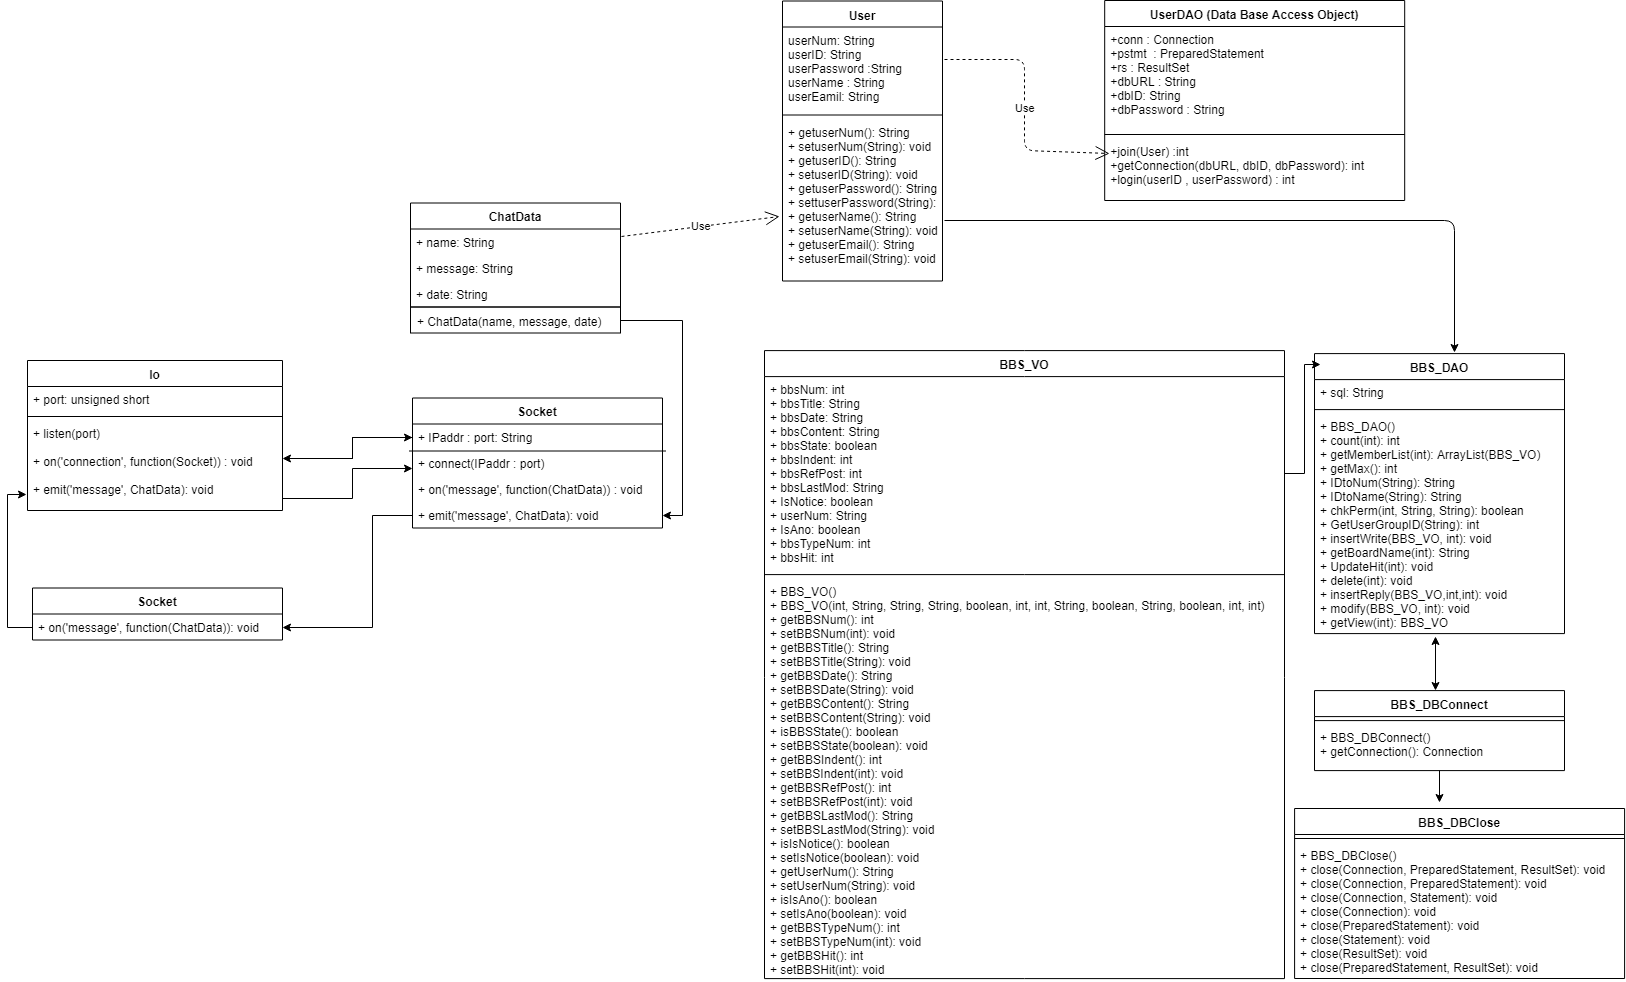 User
userNum: String
userID: String
userPassword :String
userName : String
userEamil: String
+ getuserNum(): String
+ setuserNum(String): void
+ getuserID(): String
+ setuserID(String): void
+ getuserPassword(): String
+ settuserPassword(String):
+ getuserName(): String
+ setuserName(String): void
+ getuserEmail(): String
+ setuserEmail(String): void
Use
UserDAO (Data Base Access Object)
+conn : Connection
+pstmt : PreparedStatement
+rs : ResultSet
+dbURL : String
+dbID: String
+dbPassword : String
+join(User) :int
+getConnection(dbURL, dbID, dbPassword): int
+login(userID , userPassword) : int
ChatData
+ name: String
+ message: String
+ date: String
+ ChatData(name, message, date)
Use
Io
+ port: unsigned short
+ listen(port)
+ on('connection', function(Socket)) : void
+ emit('message', ChatData): void
Socket
+ IPaddr : port: String
+ connect(IPaddr : port)
+ on('message', function(ChatData)) : void
+ emit('message', ChatData): void
Socket
+ on('message', function(ChatData)): void
BBS_VO
+ bbsNum: int
+ bbsTitle: String
+ bbsDate: String
+ bbsContent: String
+ bbsState: boolean
+ bbsIndent: int
+ bbsRefPost: int
+ bbsLastMod: String
+ IsNotice: boolean
+ userNum: String
+ IsAno: boolean
+ bbsTypeNum: int
+ bbsHit: int
+ BBS_VO()
+ BBS_VO(int, String, String, String, boolean, int, int, String, boolean, String, boolean, int, int)
+ getBBSNum(): int
+ setBBSNum(int): void
+ getBBSTitle(): String
+ setBBSTitle(String): void
+ getBBSDate(): String
+ setBBSDate(String): void
+ getBBSContent(): String
+ setBBSContent(String): void
+ isBBSState(): boolean
+ setBBSState(boolean): void
+ getBBSIndent(): int
+ setBBSIndent(int): void
+ getBBSRefPost(): int
+ setBBSRefPost(int): void
+ getBBSLastMod(): String
+ setBBSLastMod(String): void
+ isIsNotice(): boolean
+ setIsNotice(boolean): void
+ getUserNum(): String
+ setUserNum(String): void
+ isIsAno(): boolean
+ setIsAno(boolean): void
+ getBBSTypeNum(): int
+ setBBSTypeNum(int): void
+ getBBSHit(): int
+ setBBSHit(int): void
BBS_DAO
+ sql: String
+ BBS_DAO()
+ count(int): int
+ getMemberList(int): ArrayList(BBS_VO)
+ getMax(): int
+ IDtoNum(String): String
+ IDtoName(String): String
+ chkPerm(int, String, String): boolean
+ GetUserGroupID(String): int
+ insertWrite(BBS_VO, int): void
+ getBoardName(int): String
+ UpdateHit(int): void
+ delete(int): void
+ insertReply(BBS_VO,int,int): void
+ modify(BBS_VO, int): void
+ getView(int): BBS_VO
BBS_DBConnect
+ BBS_DBConnect()
+ getConnection(): Connection
BBS_DBClose
+ BBS_DBClose()
+ close(Connection, PreparedStatement, ResultSet): void
+ close(Connection, PreparedStatement): void
+ close(Connection, Statement): void
+ close(Connection): void
+ close(PreparedStatement): void
+ close(Statement): void
+ close(ResultSet): void
+ close(PreparedStatement, ResultSet): void